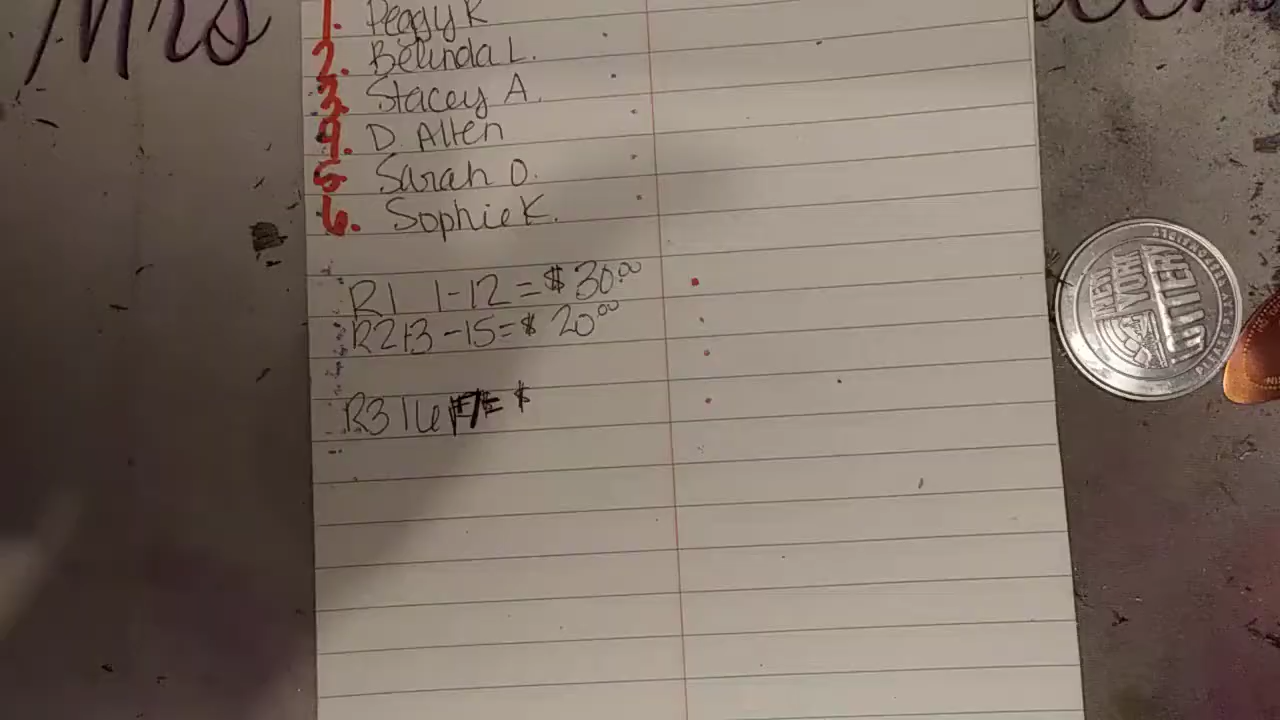 Mrs
1. Peggy R
2. Belinda L.
3. Stacey A.
4. D Allen
5. Sarah O.
6. Sophie K.
R1 1-12 = $ 30.00
R2+3 -15 = $ 20 00
R3 16 = $
NEW
YORK
LOTTERY